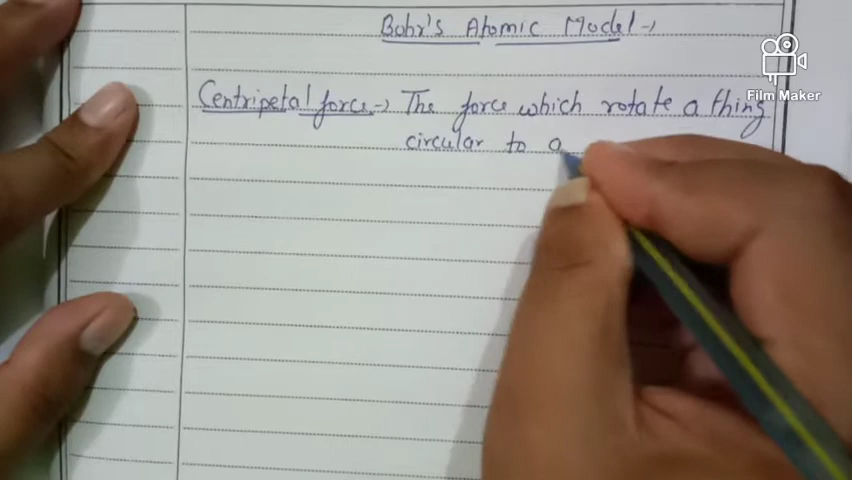 Bohr's Atomic Model -
Film Maker
Centripetal force - The force which rotate a thing
circular to a